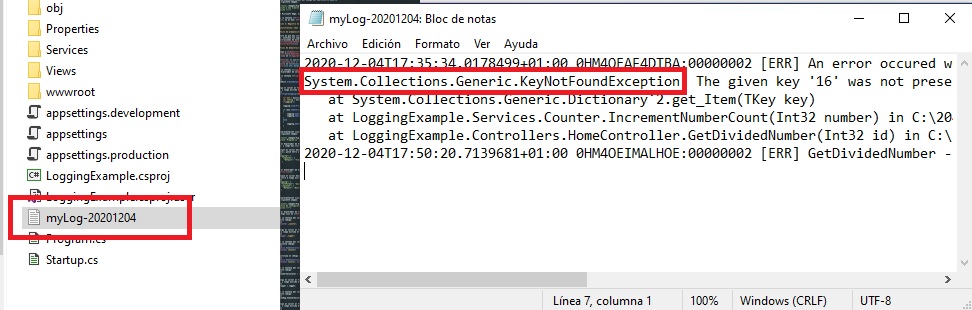 obj
Properties
Services
Views
wwwroot
appsettings.development
appsettings
appsettings.production
LoggingExample.csproj
LoggingExample.csproj.user
myLog-20201204
Program.cs
Startup.cs
myLog-20201204: Bloc de notas
Archivo Edición Formato Ver Ayuda
2020-12-04T17:35:34.0178499+01:00 0HM4OEAE4DTBA:00000002 [ERR] An error occured w
System.Collections.Generic.KeyNotFoundException The given key '16' was not prese
at System.Collections.Generic.Dictionary`2.get_Item(TKey key)
at LoggingExample.Services.Counter.IncrementNumberCount(Int32 number) in C:\20
at LoggingExample.Controllers.HomeController.GetDividedNumber(Int32 id) in C:\
2020-12-04T17:50:20.7139681+01:00 0HM4OEIMALHOE:00000002 [ERR] GetDividedNumber -
Línea 7, columna 1 100% Windows (CRLF) UTF-8